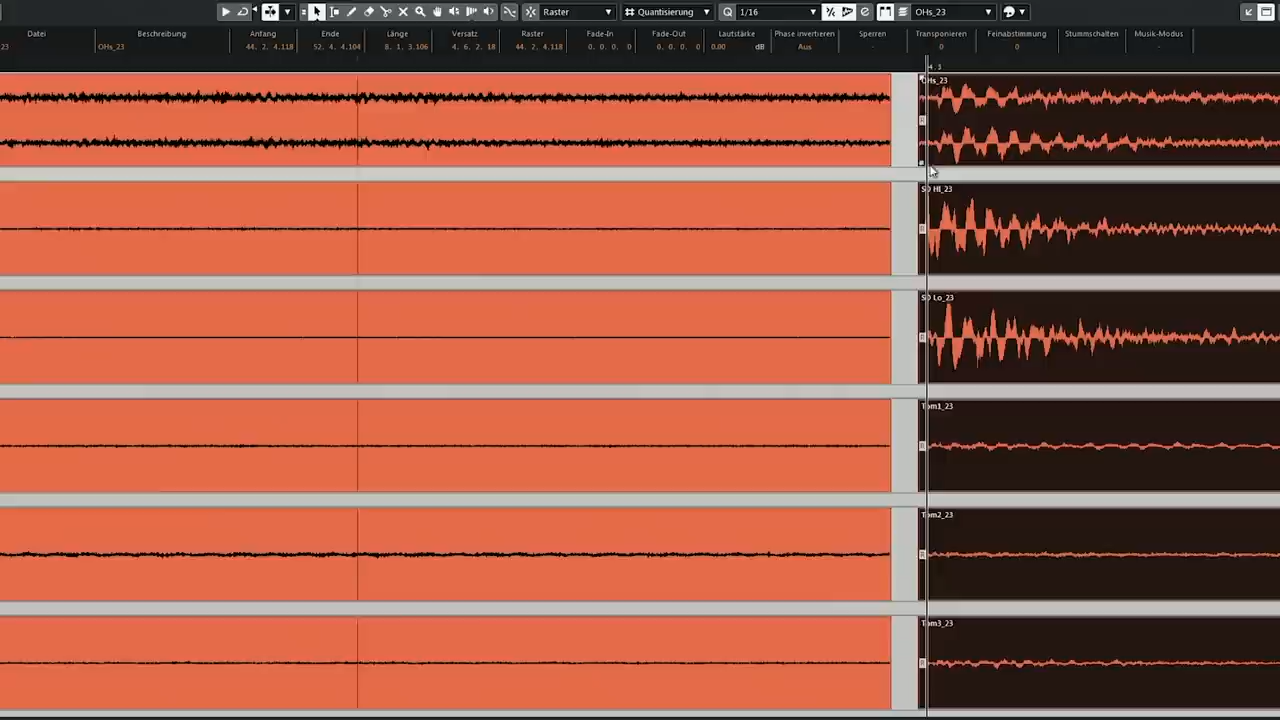 Raster Quantisierung Q 1/16 OHs_23
Datei Beschreibung Anfang Ende Länge Versatz Raster Fade-In Fade-Out Lautstärke Phase invertieren Sperren Transponieren Feinabstimmung Stummschalten Musik-Modus
23 OHs_23 44. 2. 4.118 52. 4. 4.104 8. 1. 3.106 4. 6. 2. 18 44. 2. 4.118 0. 0. 0. 0 0. 0. 0. 0 0.00 dB Aus - 0 0 - -
4. 3
OHs_23
SD HI_23
SD Lo_23
Tom1_23
Tom2_23
Tom3_23